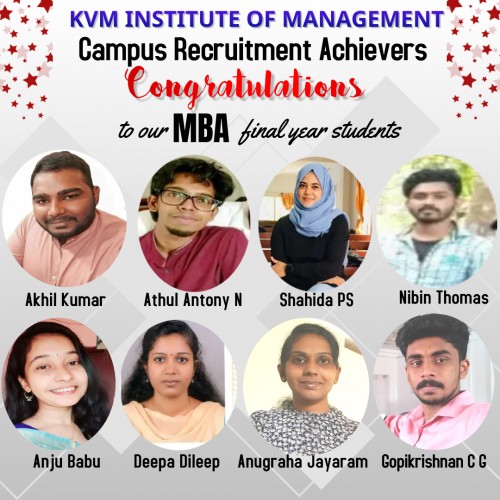 KVM INSTITUTE OF MANAGEMENT
Campus Recruitment Achievers
Congratulations
to our MBA final year students
Akhil Kumar Athul Antony N Shahida PS Nibin Thomas
Anju Babu Deepa Dileep Anugraha Jayaram Gopikrishnan C G